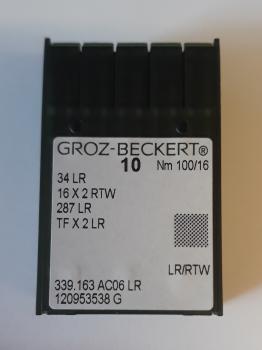 GROZ-BECKERT®
10 Nm 100/16
34 LR
16 X 2 RTW
287 LR
TF X 2 LR
LR/RTW
339.163 AC06 LR
120953538 G